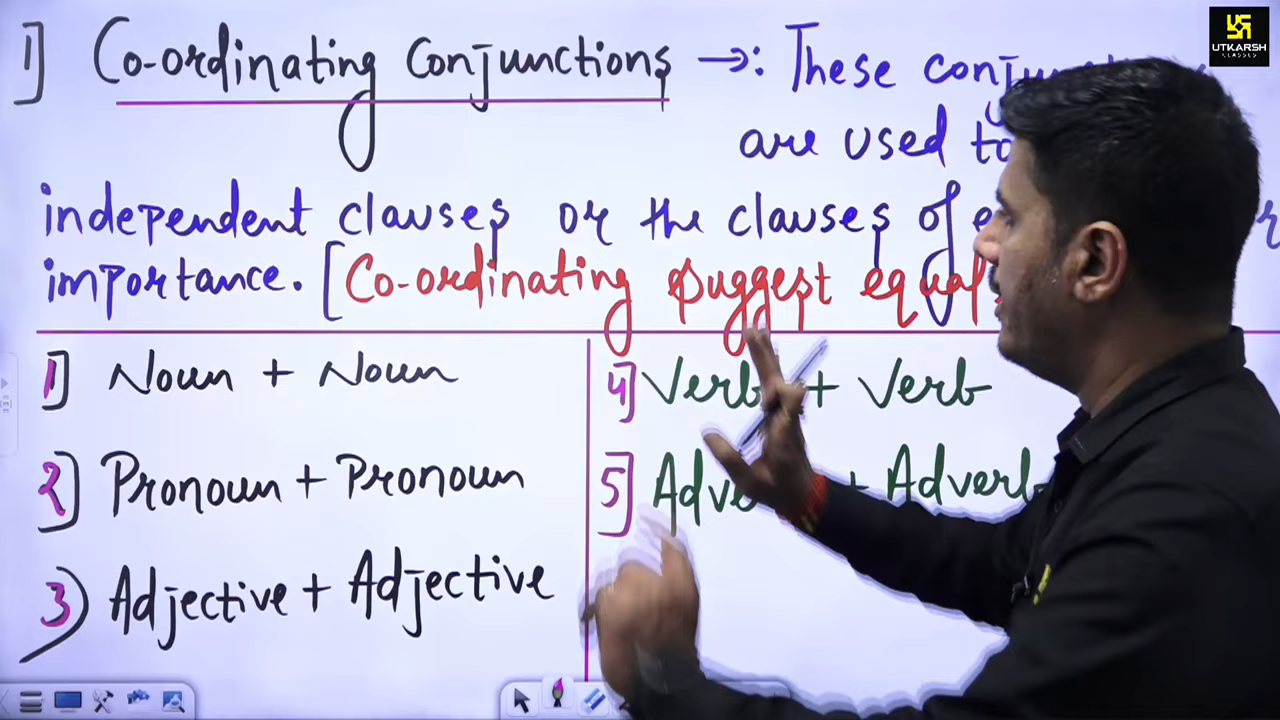 1] Co-ordinating Conjunctions →: These
are used to
independent clauses or the clauses of
importance. [Co-ordinating suggest equal
1] Noun + Noun
2] Pronoun + Pronoun
3) Adjective + Adjective
4] Verb + Verb
5] + Adverb
UTKARSH
CLASSES